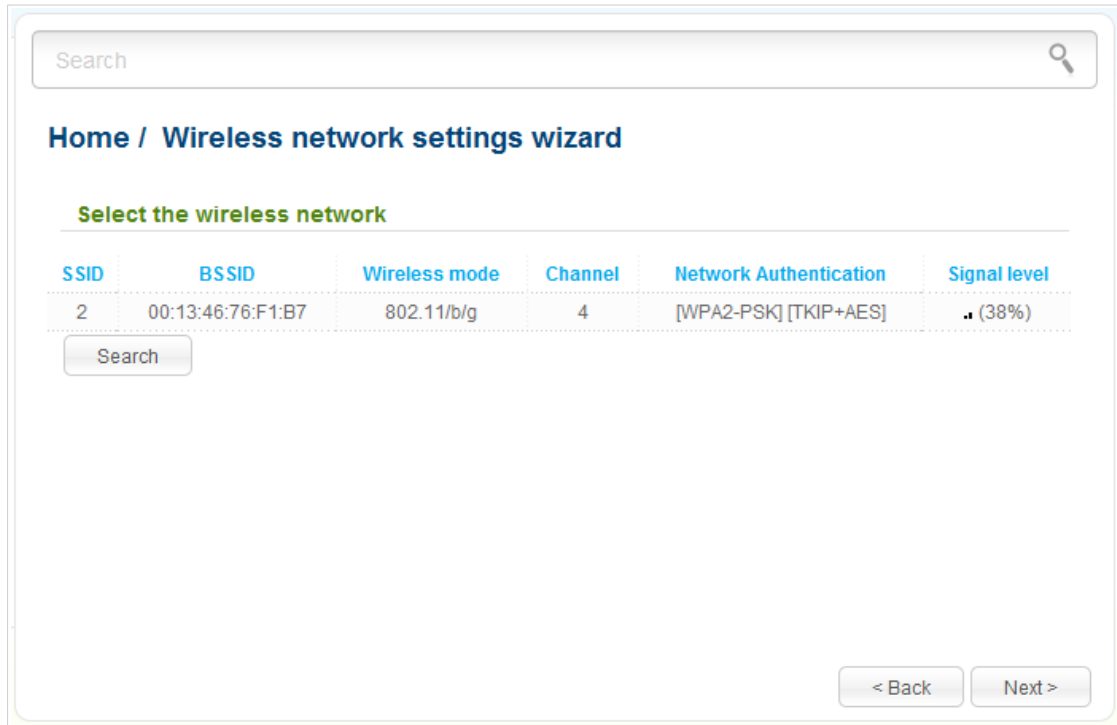 Search
Home / Wireless network settings wizard
Select the wireless network
SSID BSSID Wireless mode Channel Network Authentication Signal level
2 00:13:46:76:F1:B7 802.11/b/g 4 [WPA2-PSK] [TKIP+AES] (38%)
Search
< Back Next >